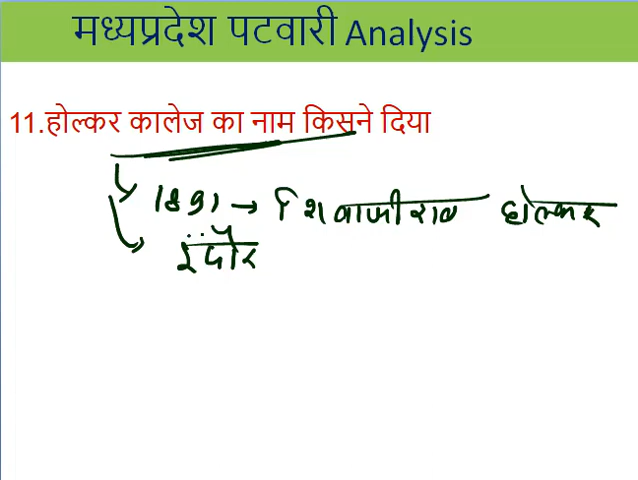 मध्यप्रदेश पटवारी Analysis
11.होल्कर कालेज का नाम किसने दिया
1891 → शिवाजीराव होल्कर
इंदौर